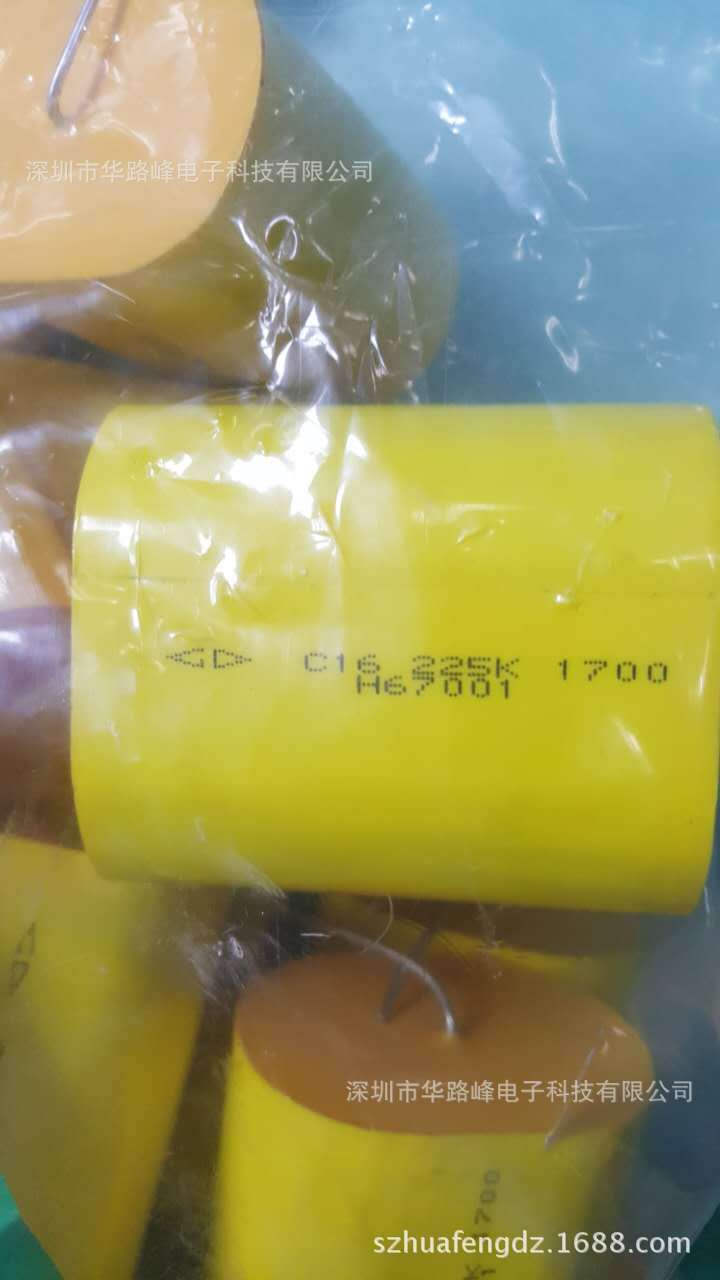 深圳市华路峰电子科技有限公司
C16 225K 1700
H67001
深圳市华路峰电子科技有限公司
1700
szhuafengdz.1688.com